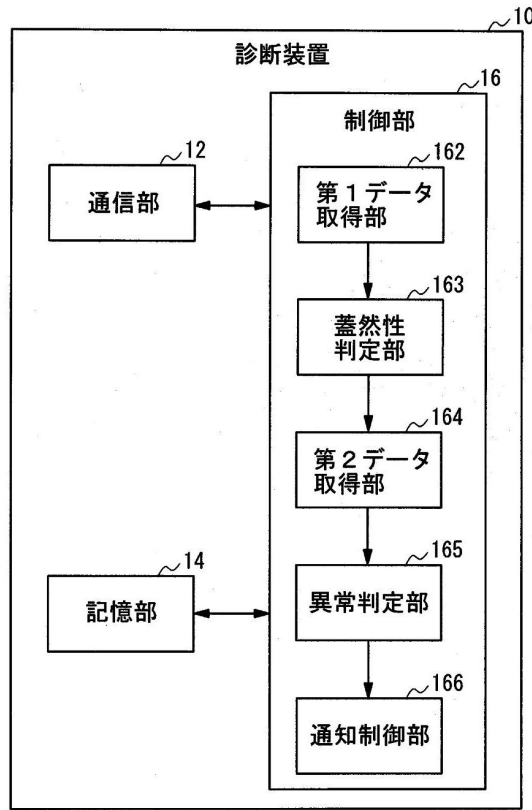 10
診断装置
16
制御部
12
通信部
162
第１データ
取得部
163
蓋然性
判定部
164
第２データ
取得部
14
記憶部
165
異常判定部
166
通知制御部